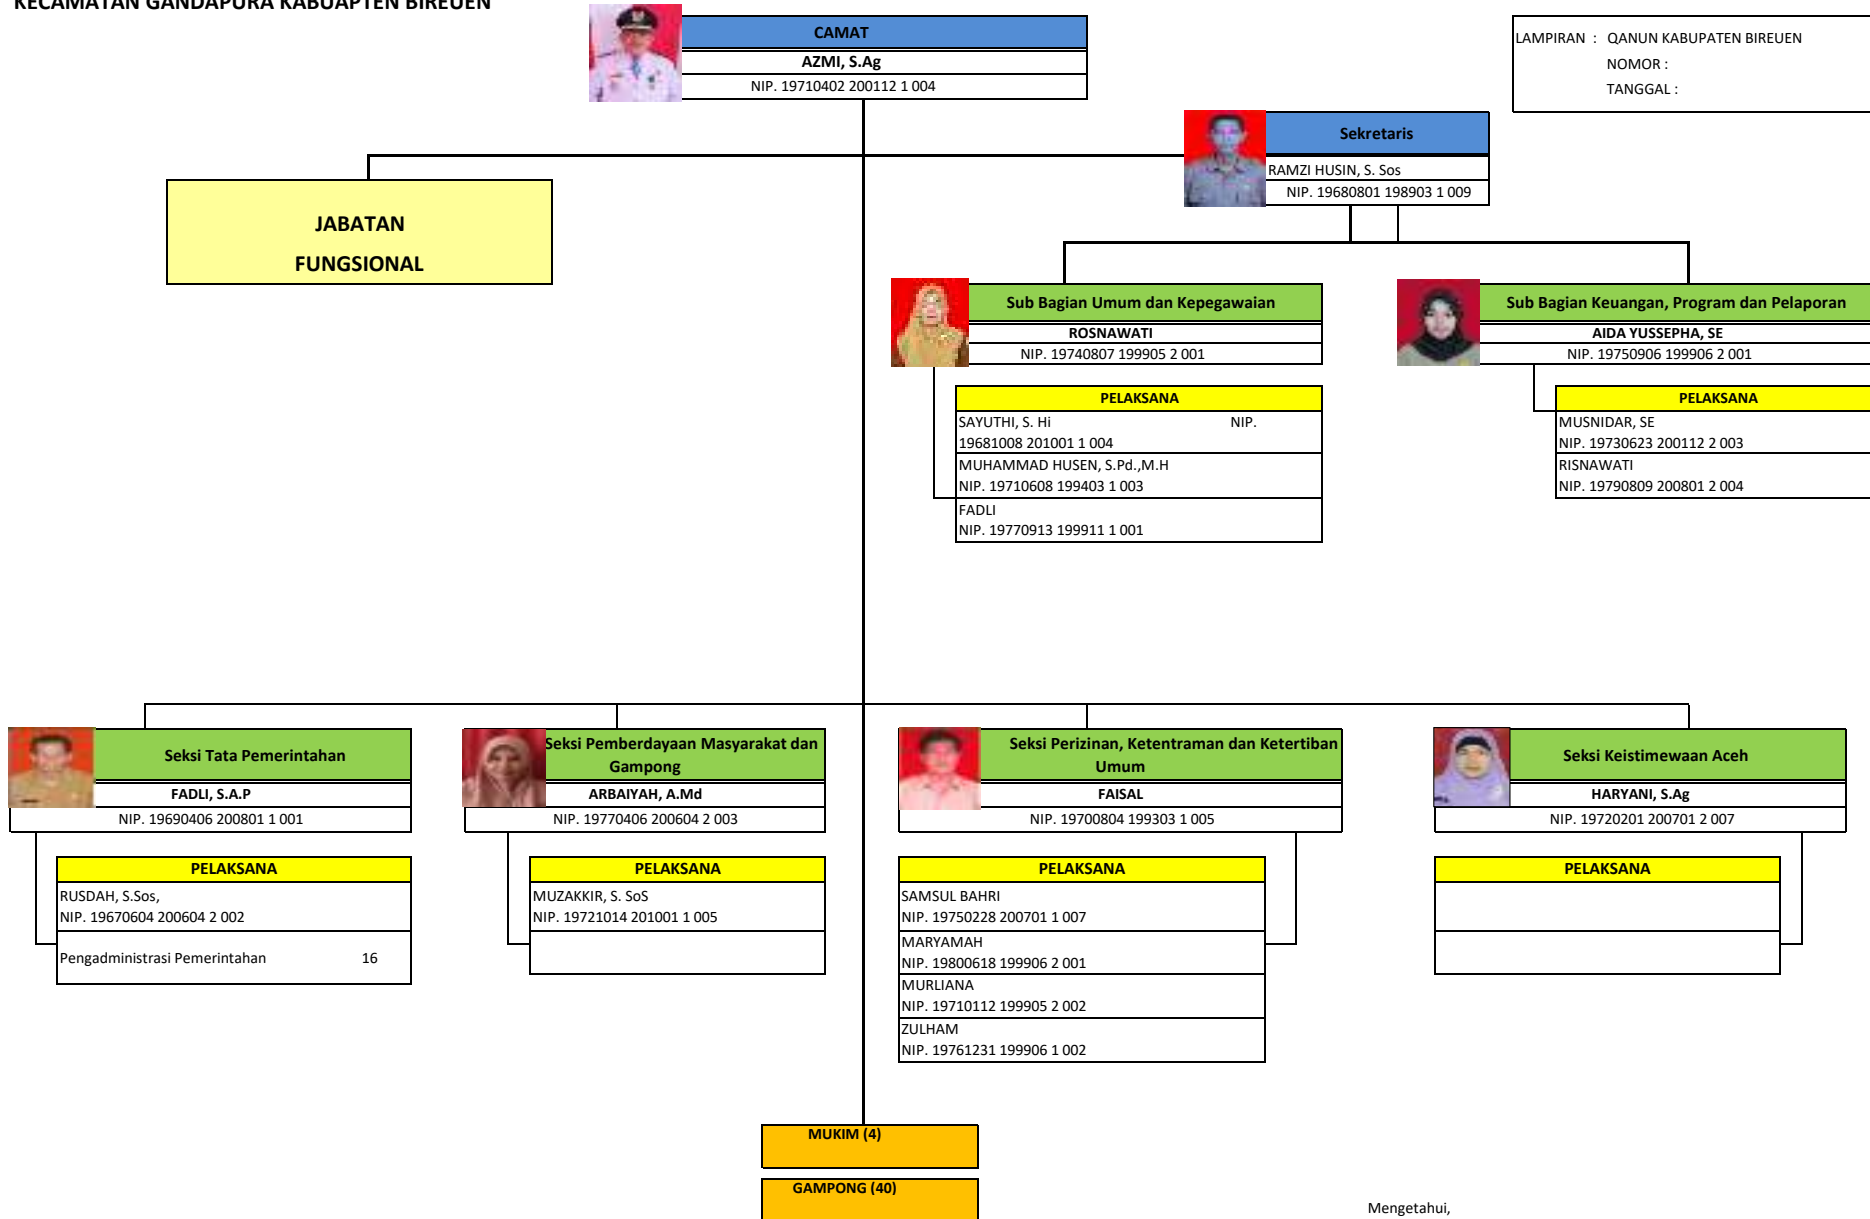 KECAMATAN GANDAPURA KABUAPTEN BIREUEN
CAMAT
AZMI, S.Ag
NIP. 19710402 200112 1 004
LAMPIRAN : QANUN KABUPATEN BIREUEN
NOMOR :
TANGGAL :
Sekretaris
RAMZI HUSIN, S. Sos
NIP. 19680801 198903 1 009
JABATAN
FUNGSIONAL
Sub Bagian Umum dan Kepegawaian
ROSNAWATI
NIP. 19740807 199905 2 001
PELAKSANA
SAYUTHI, S. Hi NIP.
19681008 201001 1 004
MUHAMMAD HUSEN, S.Pd.,M.H
NIP. 19710608 199403 1 003
FADLI
NIP. 19770913 199911 1 001
Sub Bagian Keuangan, Program dan Pelaporan
AIDA YUSSEPHA, SE
NIP. 19750906 199906 2 001
PELAKSANA
MUSNIDAR, SE
NIP. 19730623 200112 2 003
RISNAWATI
NIP. 19790809 200801 2 004
Seksi Tata Pemerintahan
FADLI, S.A.P
NIP. 19690406 200801 1 001
PELAKSANA
RUSDAH, S.Sos,
NIP. 19670604 200604 2 002
Pengadministrasi Pemerintahan 16
Seksi Pemberdayaan Masyarakat dan
Gampong
ARBAIYAH, A.Md
NIP. 19770406 200604 2 003
PELAKSANA
MUZAKKIR, S. SoS
NIP. 19721014 201001 1 005
Seksi Perizinan, Ketentraman dan Ketertiban
Umum
FAISAL
NIP. 19700804 199303 1 005
PELAKSANA
SAMSUL BAHRI
NIP. 19750228 200701 1 007
MARYAMAH
NIP. 19800618 199906 2 001
MURLIANA
NIP. 19710112 199905 2 002
ZULHAM
NIP. 19761231 199906 1 002
Seksi Keistimewaan Aceh
HARYANI, S.Ag
NIP. 19720201 200701 2 007
PELAKSANA
MUKIM (4)
GAMPONG (40)
Mengetahui,